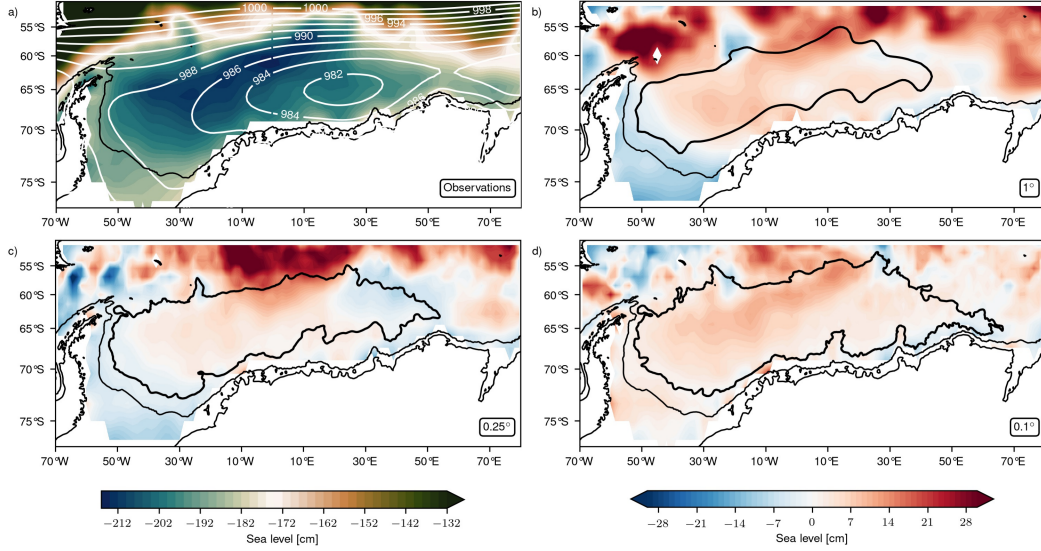 a)
1000
1000
998
996
994
990
988
986
984
982
984
Observations
55°S
60°S
65°S
70°S
75°S
70°W
50°W
30°W
10°W
10°E
30°E
50°E
70°E
b)
1°
55°S
60°S
65°S
70°S
75°S
70°W
50°W
30°W
10°W
10°E
30°E
50°E
70°E
c)
0.25°
55°S
60°S
65°S
70°S
75°S
70°W
50°W
30°W
10°W
10°E
30°E
50°E
70°E
d)
0.1°
55°S
60°S
65°S
70°S
75°S
70°W
50°W
30°W
10°W
10°E
30°E
50°E
70°E
−212 −202 −192 −182 −172 −162 −152 −142 −132
Sea level [cm]
−28 −21 −14 −7 0 7 14 21 28
Sea level [cm]